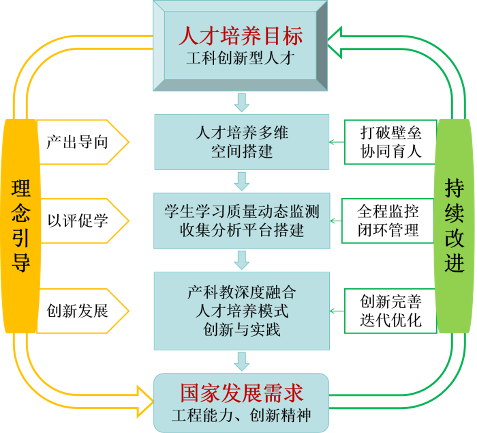 人才培养目标
工科创新型人才
产出导向
人才培养多维
空间搭建
打破壁垒
协同育人
理念引导
以评促学
学生学习质量动态监测
收集分析平台搭建
全程监控
闭环管理
持续改进
创新发展
产科教深度融合
人才培养模式
创新与实践
创新完善
迭代优化
国家发展需求
工程能力、创新精神